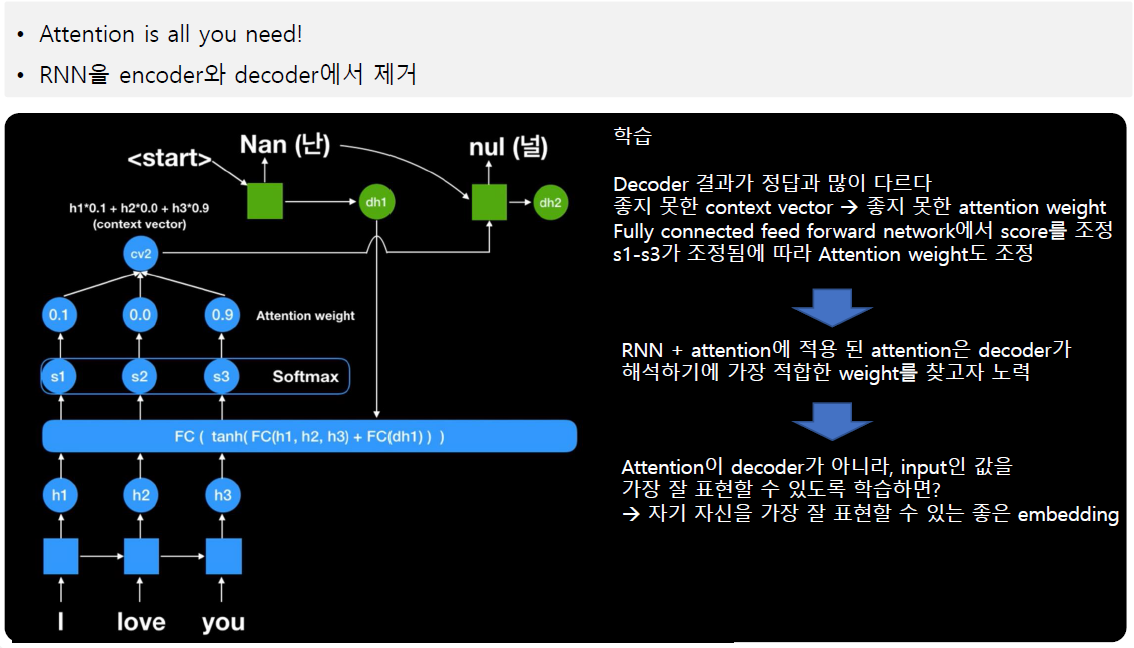 • Attention is all you need!
• RNN을 encoder와 decoder에서 제거
<start>
Nan (난)
nul (널)
dh1
dh2
h1*0.1 + h2*0.0 + h3*0.9
(context vector)
cv2
0.1
0.0
0.9
Attention weight
s1
s2
s3
Softmax
FC ( tanh( FC(h1, h2, h3) + FC(dh1) ) )
h1
h2
h3
I
love
you
학습
Decoder 결과가 정답과 많이 다르다
좋지 못한 context vector → 좋지 못한 attention weight
Fully connected feed forward network에서 score를 조정
s1-s3가 조정됨에 따라 Attention weight도 조정
RNN + attention에 적용 된 attention은 decoder가
해석하기에 가장 적합한 weight를 찾고자 노력
Attention이 decoder가 아니라, input인 값을
가장 잘 표현할 수 있도록 학습하면?
→ 자기 자신을 가장 잘 표현할 수 있는 좋은 embedding